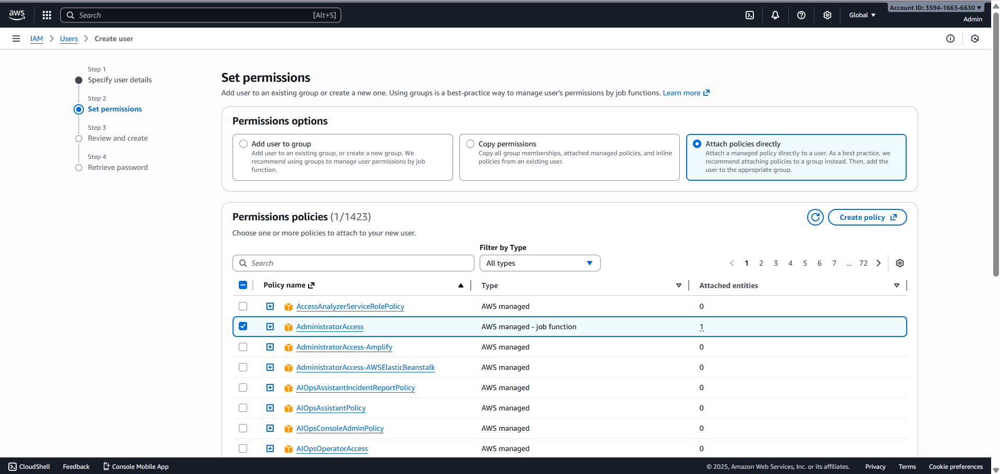 aws
Search [Alt+S]
Global
Account ID: 3594-1663-6630
Admin
IAM > Users > Create user
Step 1
Specify user details
Step 2
Set permissions
Step 3
Review and create
Step 4
Retrieve password
Set permissions
Add user to an existing group or create a new one. Using groups is a best-practice way to manage user's permissions by job functions. Learn more
Permissions options
Add user to group
Add user to an existing group, or create a new group. We
recommend using groups to manage user permissions by job
function.
Copy permissions
Copy all group memberships, attached managed policies, and inline
policies from an existing user.
Attach policies directly
Attach a managed policy directly to a user. As a best practice, we
recommend attaching policies to a group instead. Then, add the
user to the appropriate group.
Permissions policies (1/1423)
Create policy
Choose one or more policies to attach to your new user.
Filter by Type
Search
All types
1 2 3 4 5 6 7 ... 72
Policy name Type Attached entities
AccessAnalyzerServiceRolePolicy AWS managed 0
AdministratorAccess AWS managed - job function 1
AdministratorAccess-Amplify AWS managed 0
AdministratorAccess-AWSElasticBeanstalk AWS managed 0
AIOpsAssistantIncidentReportPolicy AWS managed 0
AIOpsAssistantPolicy AWS managed 0
AIOpsConsoleAdminPolicy AWS managed 0
AIOpsOperatorAccess AWS managed 0
CloudShell Feedback Console Mobile App © 2025, Amazon Web Services, Inc. or its affiliates. Privacy Terms Cookie preferences